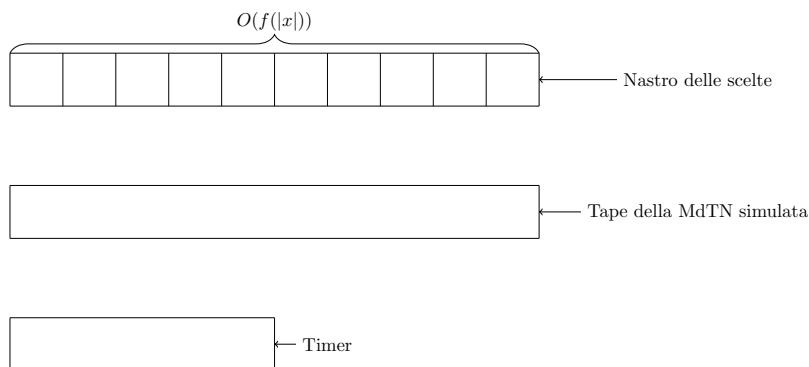 O(f(|x|))
Nastro delle scelte
Tape della MdTN simulata
Timer